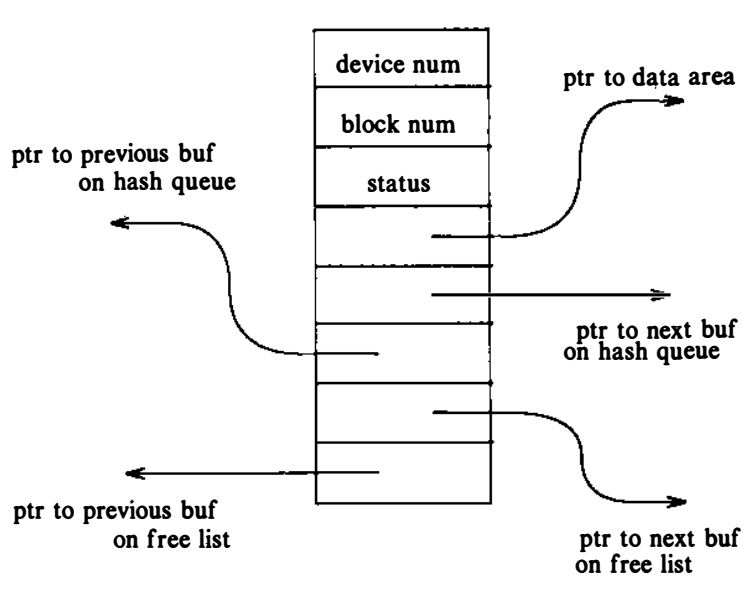 device num
block num
status
ptr to data area
ptr to previous buf
on hash queue
ptr to next buf
on hash queue
ptr to previous buf
on free list
ptr to next buf
on free list